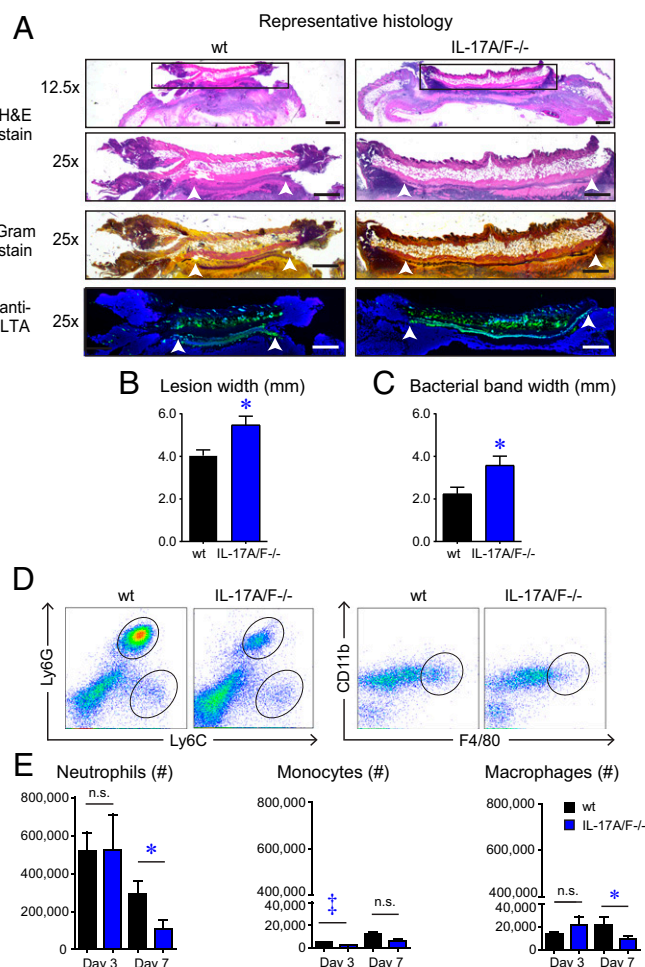 A
Representative histology
wt IL-17A/F-/-
12.5x
H&E
stain
25x
Gram
stain
25x
anti-
LTA
25x
B Lesion width (mm)
*
6.0
4.0
2.0
0.0
wt IL-17A/F-/-
C Bacterial band width (mm)
*
6.0
4.0
2.0
0.0
wt IL-17A/F-/-
D
wt IL-17A/F-/-
Ly6G
Ly6C
wt IL-17A/F-/-
CD11b
F4/80
E
Neutrophils (#)
800,000
600,000
400,000
200,000
0
n.s.
*
Day 3 Day 7
Monocytes (#)
800,000
600,000
400,000
40,000
20,000
0
‡
n.s.
Day 3 Day 7
Macrophages (#)
wt
IL-17A/F-/-
800,000
600,000
400,000
40,000
20,000
0
n.s.
*
Day 3 Day 7